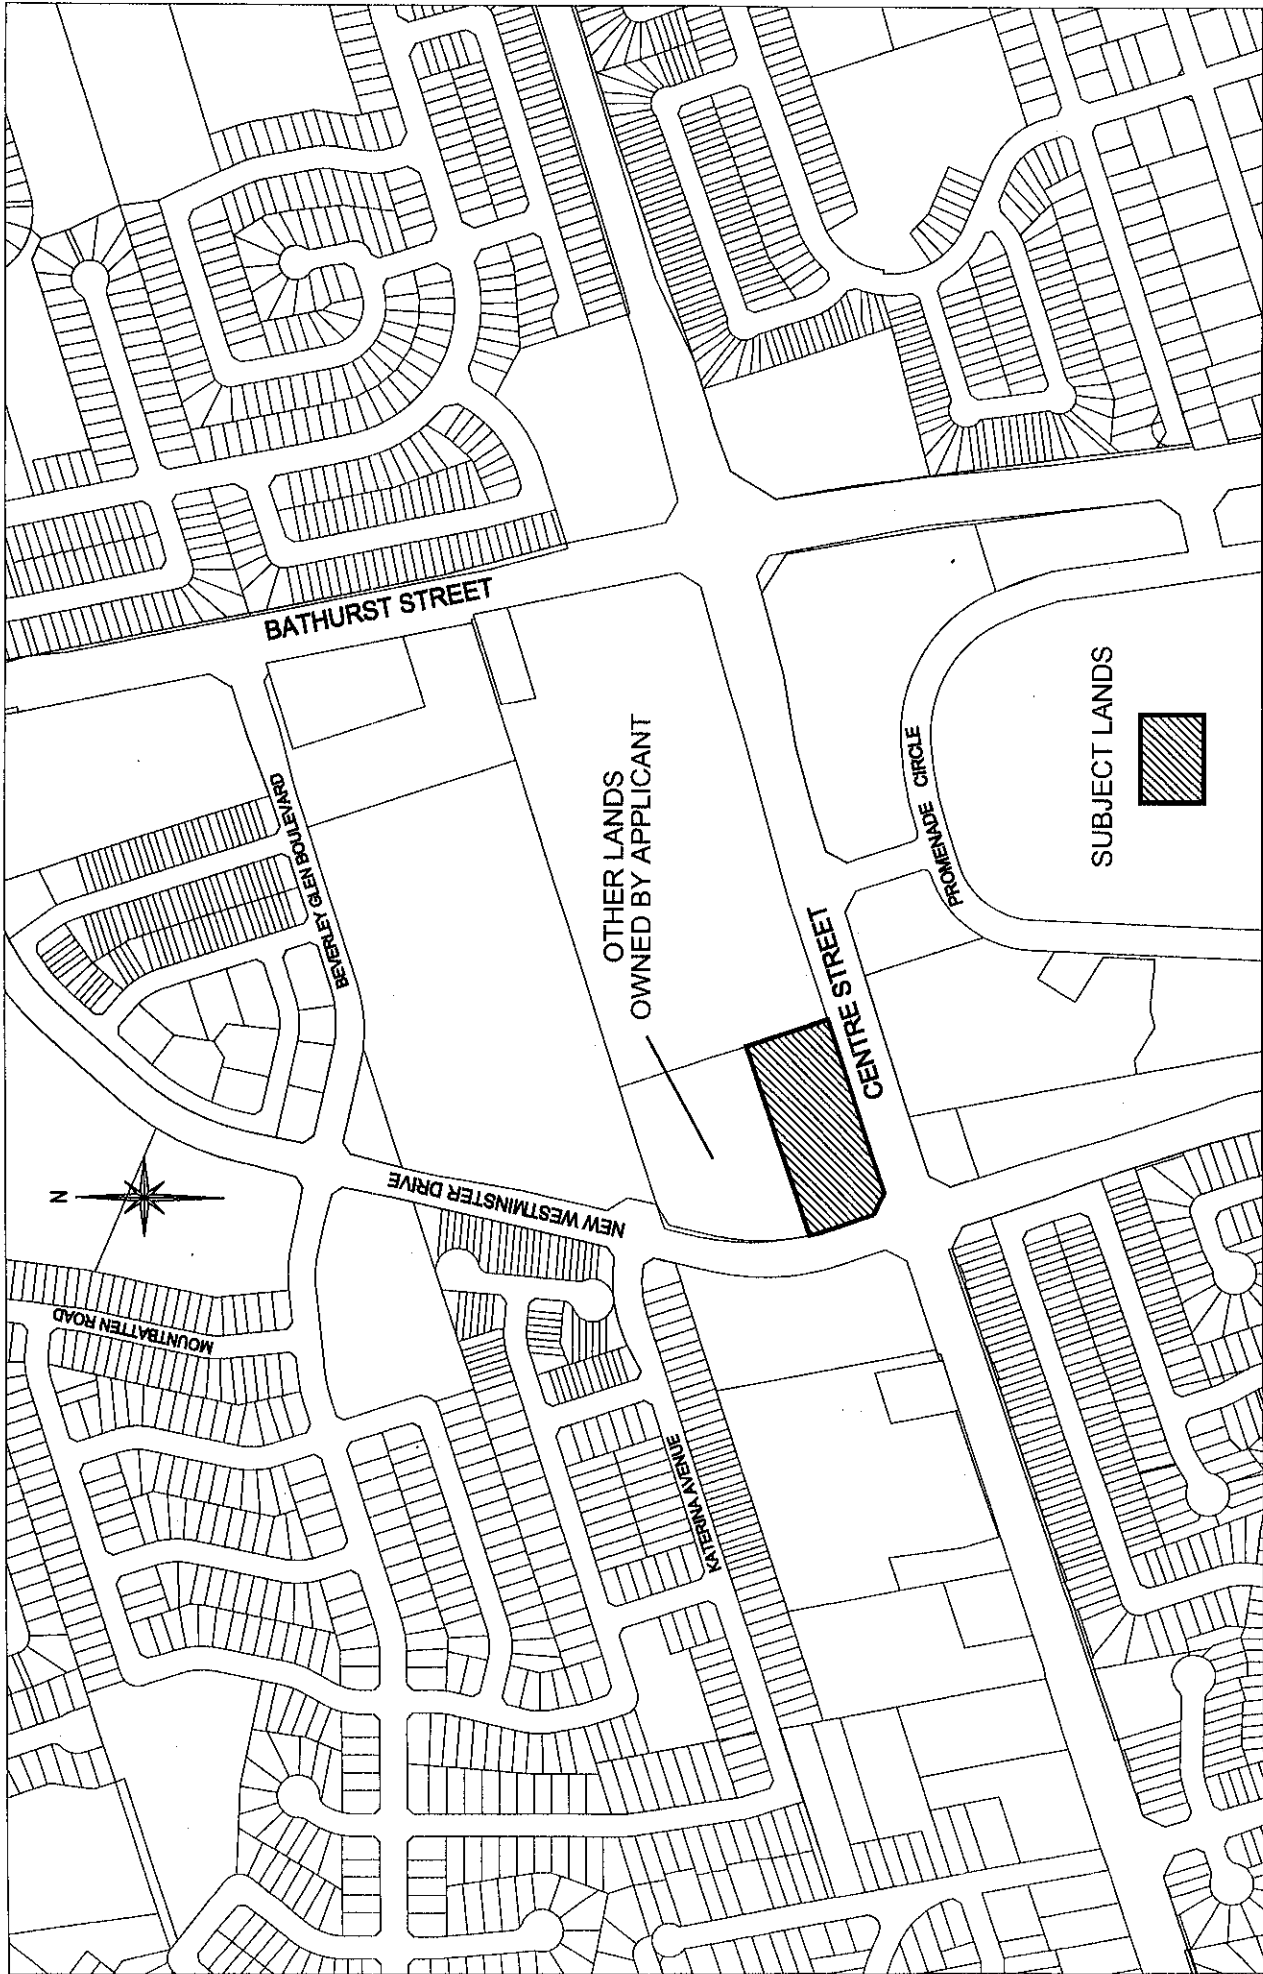 N
MOUNTBATTEN ROAD
BATHURST STREET
BEVERLEY GLEN BOULEVARD
NEW WESTMINSTER DRIVE
KATERINA AVENUE
OTHER LANDS
OWNED BY APPLICANT
CENTRE STREET
PROMENADE CIRCLE
SUBJECT LANDS